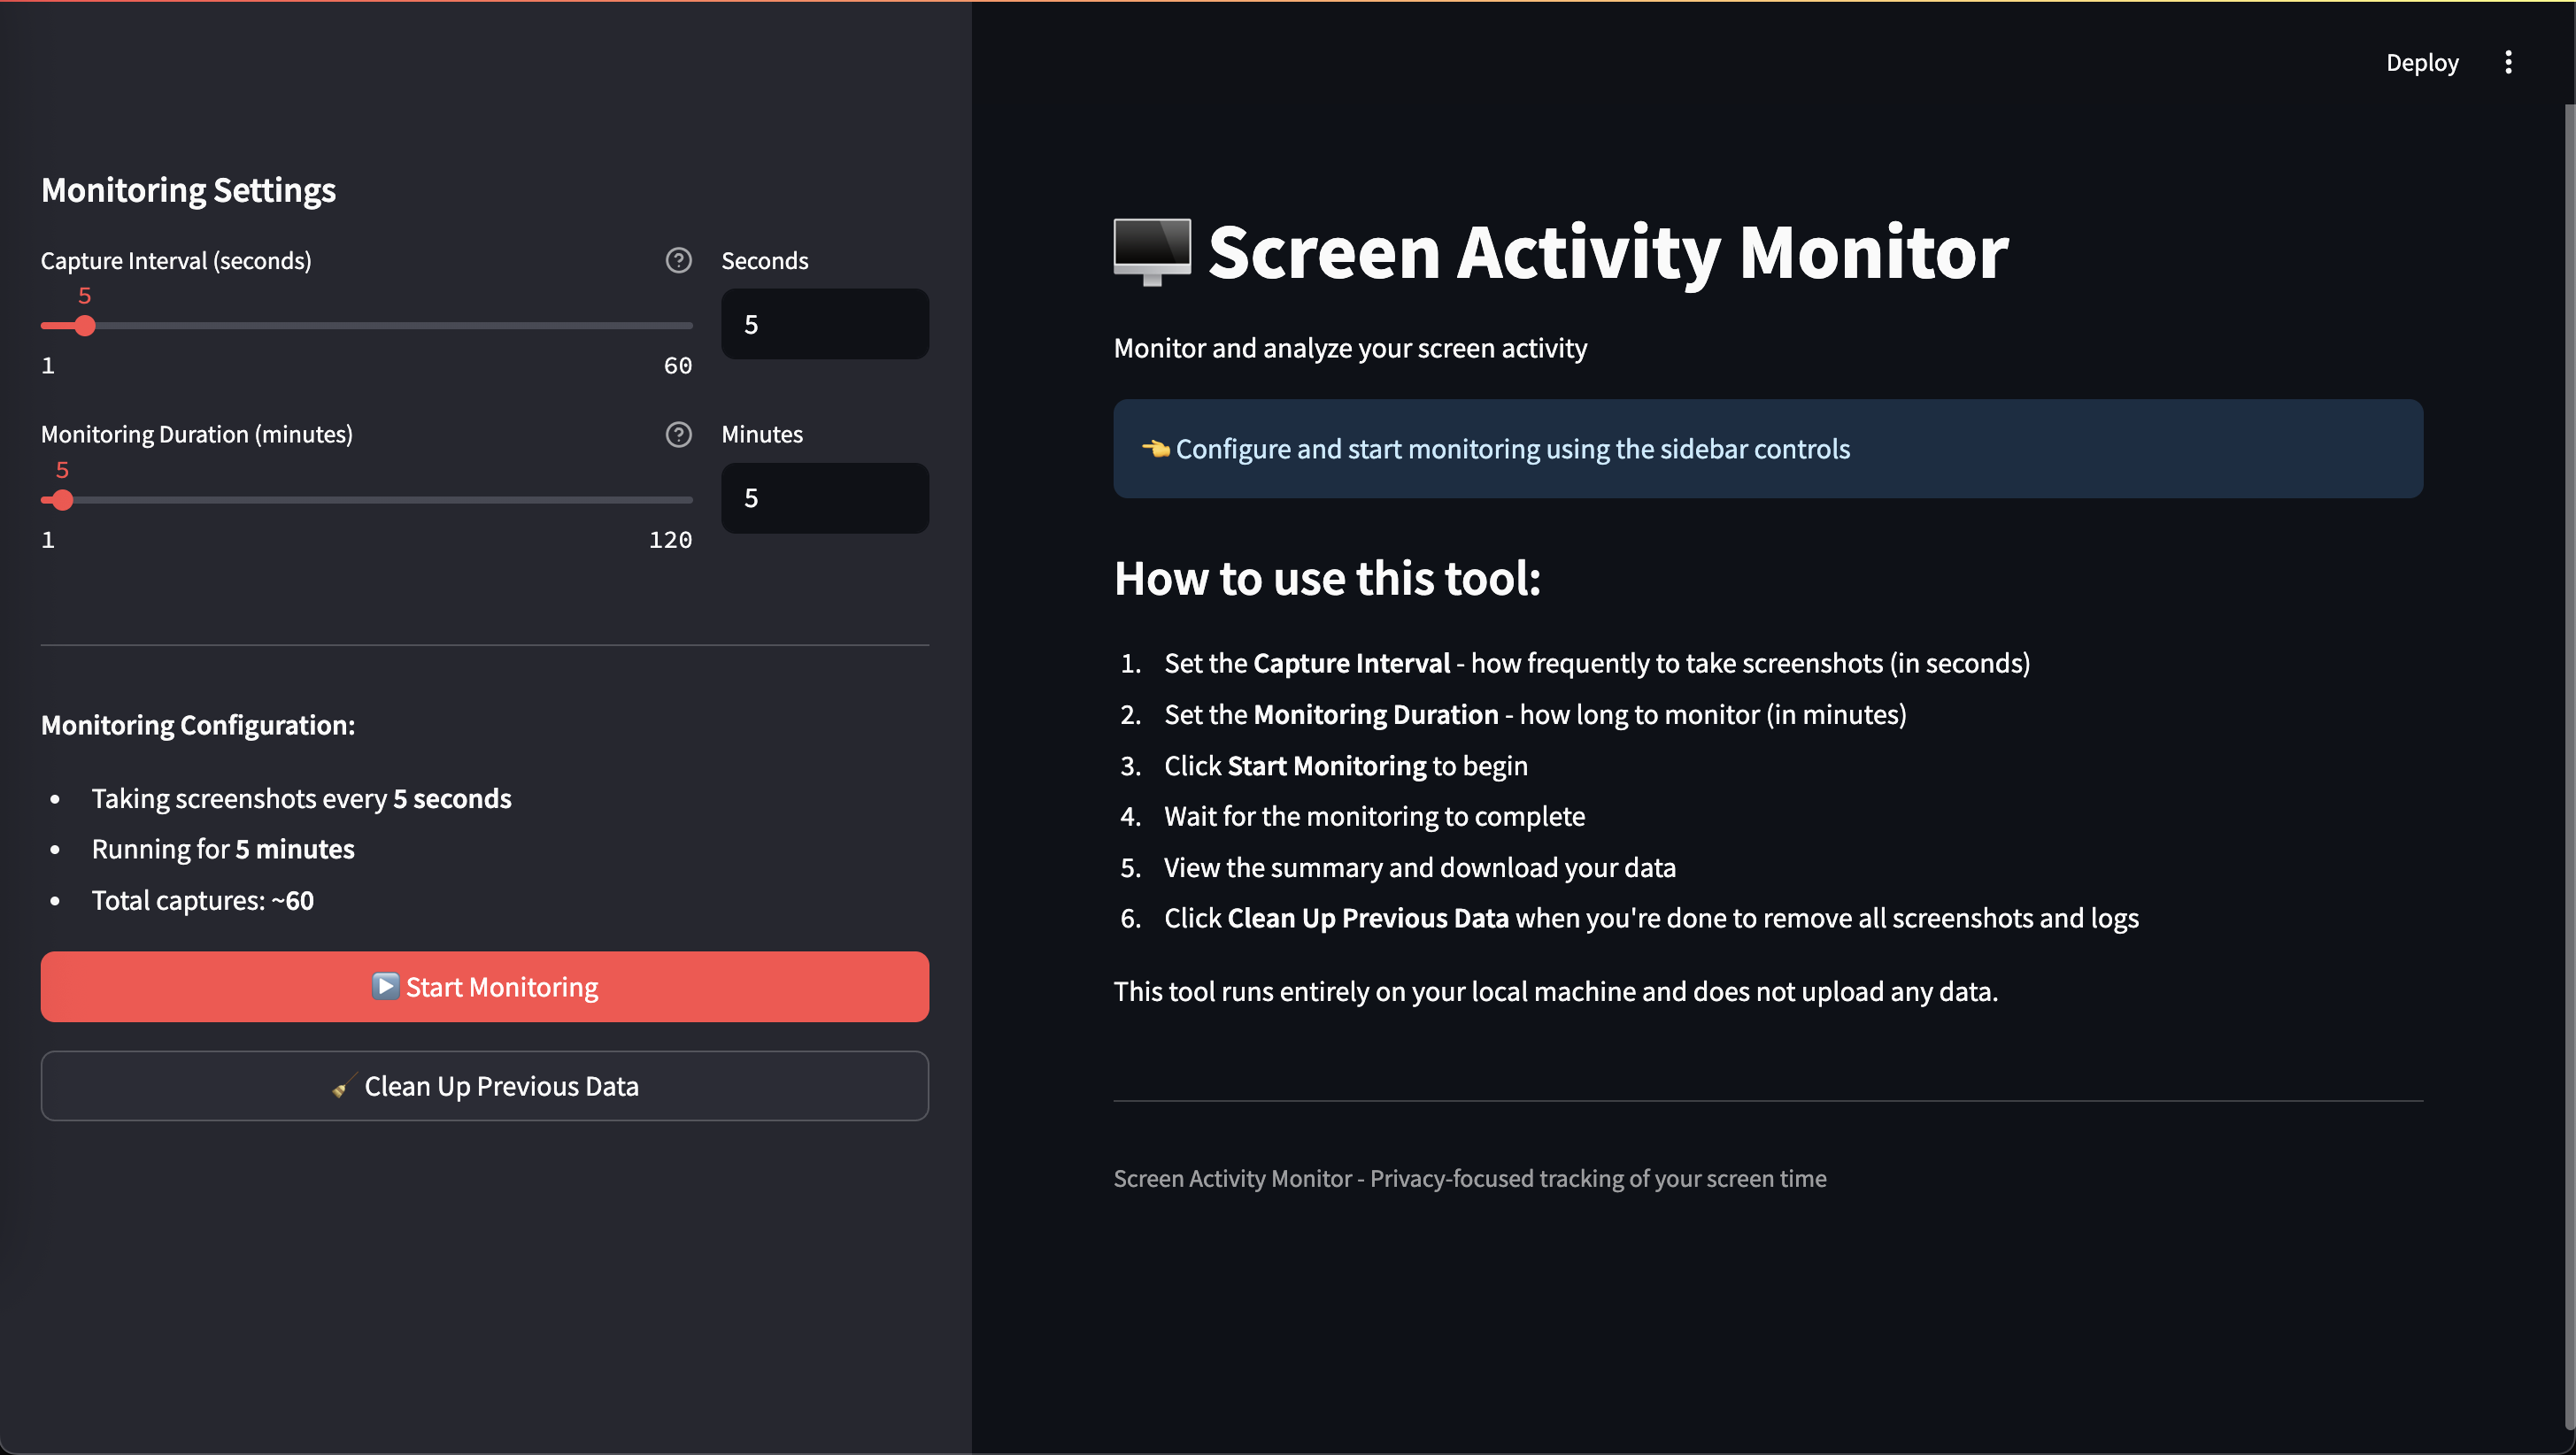 Deploy
Monitoring Settings
Capture Interval (seconds)
Seconds
5
5
1
60
Monitoring Duration (minutes)
Minutes
5
5
1
120
Monitoring Configuration:
• Taking screenshots every 5 seconds
• Running for 5 minutes
• Total captures: ~60
Start Monitoring
Clean Up Previous Data
Screen Activity Monitor
Monitor and analyze your screen activity
👈 Configure and start monitoring using the sidebar controls
How to use this tool:
1. Set the Capture Interval - how frequently to take screenshots (in seconds)
2. Set the Monitoring Duration - how long to monitor (in minutes)
3. Click Start Monitoring to begin
4. Wait for the monitoring to complete
5. View the summary and download your data
6. Click Clean Up Previous Data when you're done to remove all screenshots and logs
This tool runs entirely on your local machine and does not upload any data.
Screen Activity Monitor - Privacy-focused tracking of your screen time